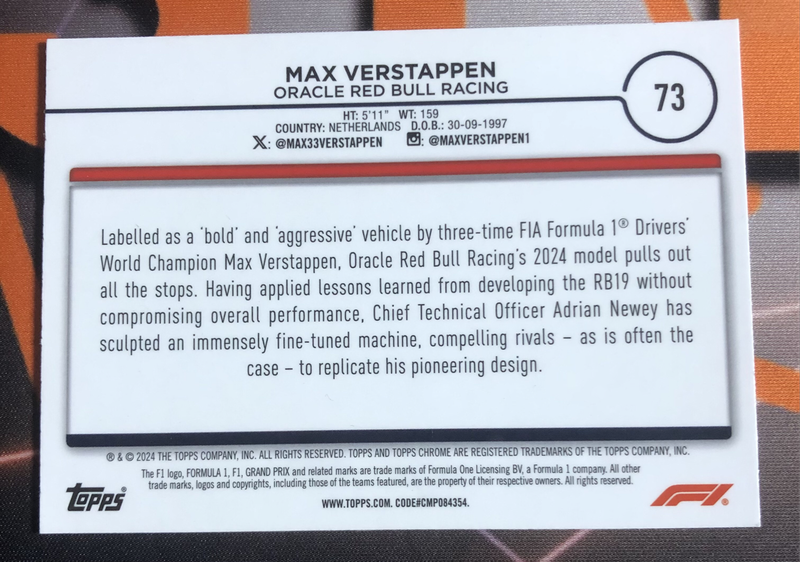 MAX VERSTAPPEN
ORACLE RED BULL RACING
73
HT: 5'11" WT: 159
COUNTRY: NETHERLANDS D.O.B.: 30-09-1997
X: @MAX33VERSTAPPEN : @MAXVERSTAPPEN1
Labelled as a 'bold' and 'aggressive' vehicle by three-time FIA Formula 1® Drivers'
World Champion Max Verstappen, Oracle Red Bull Racing's 2024 model pulls out
all the stops. Having applied lessons learned from developing the RB19 without
compromising overall performance, Chief Technical Officer Adrian Newey has
sculpted an immensely fine-tuned machine, compelling rivals – as is often the
case – to replicate his pioneering design.
® & © 2024 THE TOPPS COMPANY, INC. ALL RIGHTS RESERVED. TOPPS AND TOPPS CHROME ARE REGISTERED TRADEMARKS OF THE TOPPS COMPANY, INC.
The F1 logo, FORMULA 1, F1, GRAND PRIX and related marks are trade marks of Formula One Licensing BV, a Formula 1 company. All other
trade marks, logos and copyrights, including those of the teams featured, are the property of their respective owners. All rights reserved.
TOPPS®
WWW.TOPPS.COM. CODE#CMP084354.
F1®